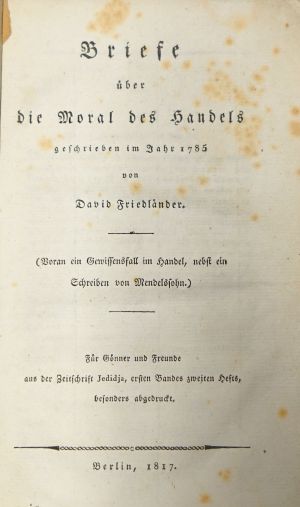 Briefe
über
die Moral des Handels
geschrieben im Jahr 1785
von
David Friedländer.
(Voran ein Gewissensfall im Handel, nebst ein
Schreiben von Mendelssohn.)
Für Gönner und Freunde
aus der Zeitschrift Jedidja, ersten Bandes zweiten Hefts,
besonders abgedruckt.
Berlin, 1817.